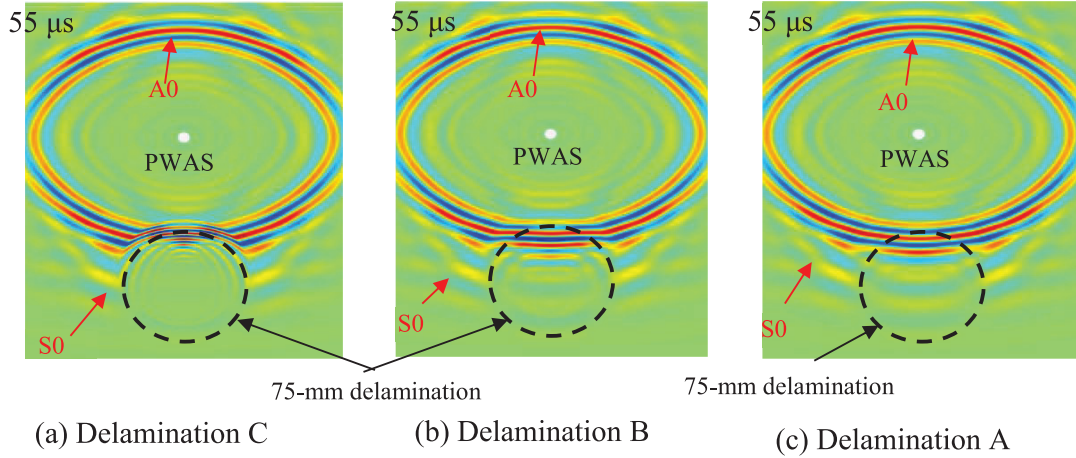 55 μs
A0
PWAS
S0
55 μs
A0
PWAS
S0
55 μs
A0
PWAS
S0
75-mm delamination
75-mm delamination
(a) Delamination C
(b) Delamination B
(c) Delamination A